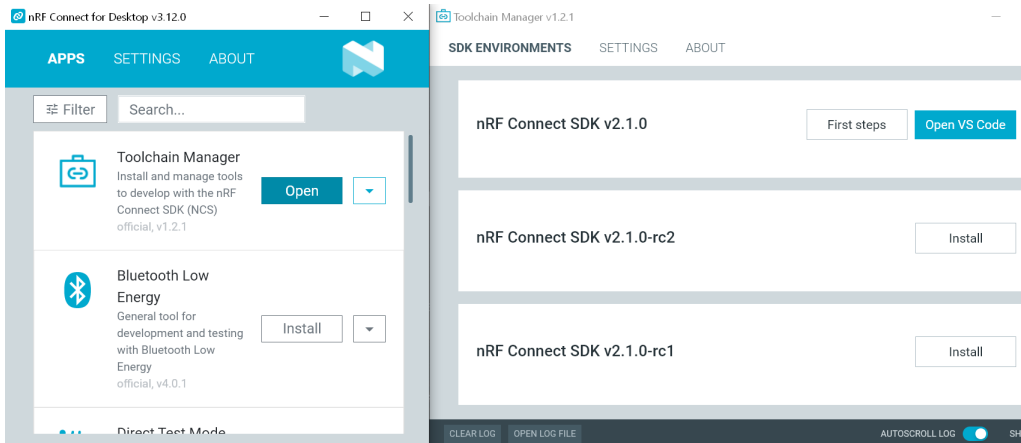 nRF Connect for Desktop v3.12.0
APPS SETTINGS ABOUT
Filter Search...
Toolchain Manager
Install and manage tools
to develop with the nRF
Connect SDK (NCS)
official, v1.2.1
Open
Bluetooth Low
Energy
General tool for
development and testing
with Bluetooth Low
Energy
official, v4.0.1
Install
Direct Test Mode
Toolchain Manager v1.2.1
SDK ENVIRONMENTS SETTINGS ABOUT
nRF Connect SDK v2.1.0 First steps Open VS Code
nRF Connect SDK v2.1.0-rc2 Install
nRF Connect SDK v2.1.0-rc1 Install
CLEAR LOG OPEN LOG FILE AUTOSCROLL LOG SH